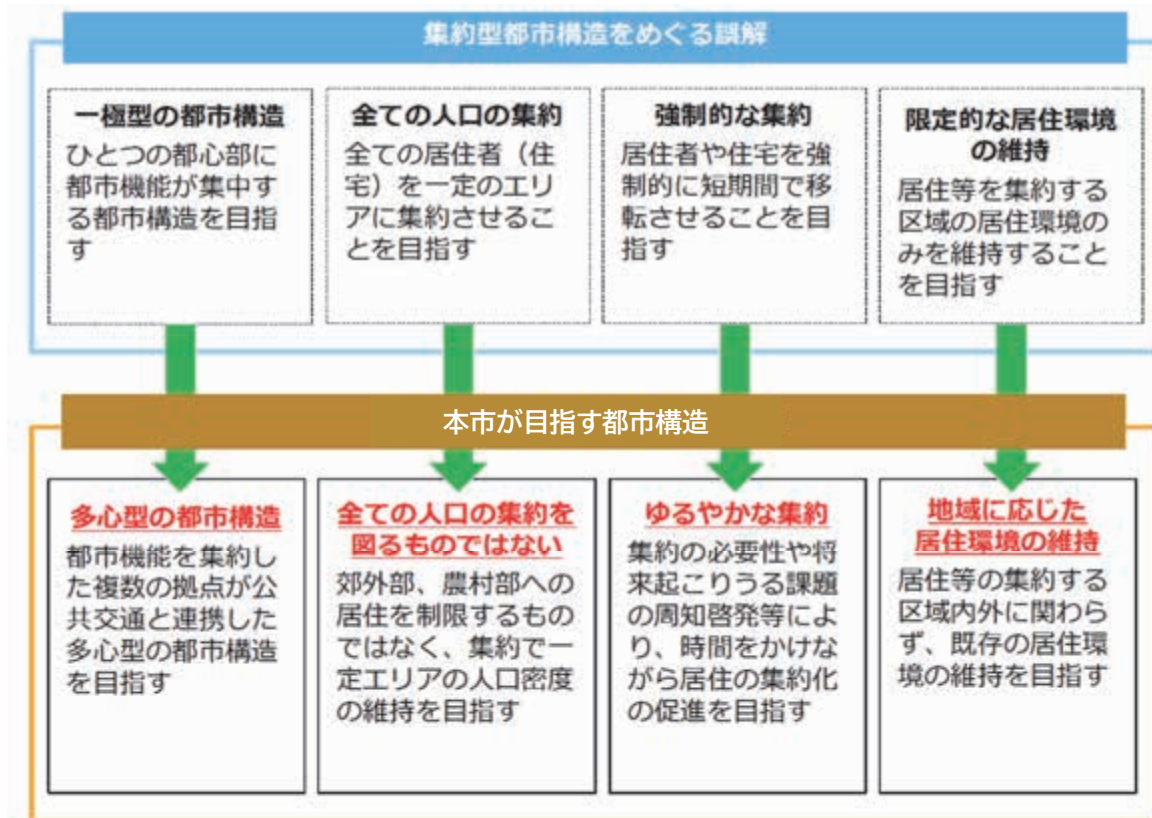 集約型都市構造をめぐる誤解
一極型の都市構造
ひとつの都心部に
都市機能が集中す
る都市構造を目指
す
全ての人口の集約
全ての居住者（住
宅）を一定のエリ
アに集約させるこ
とを目指す
強制的な集約
居住者や住宅を強
制的に短期間で移
転させることを目
指す
限定的な居住環境
の維持
居住等を集約する
区域の居住環境の
みを維持すること
を目指す
本市が目指す都市構造
多心型の都市構造
都市機能を集約し
た複数の拠点が公
共交通と連携した
多心型の都市構造
を目指す
全ての人口の集約を
図るものではない
郊外部、農村部への
居住を制限するもの
ではなく、集約で一
定エリアの人口密度
の維持を目指す
ゆるやかな集約
集約の必要性や将
来起こりうる課題
の周知啓発等によ
り、時間をかけな
がら居住の集約化
の促進を目指す
地域に応じた
居住環境の維持
居住等の集約する
区域内外に関わら
ず、既存の居住環
境の維持を目指す